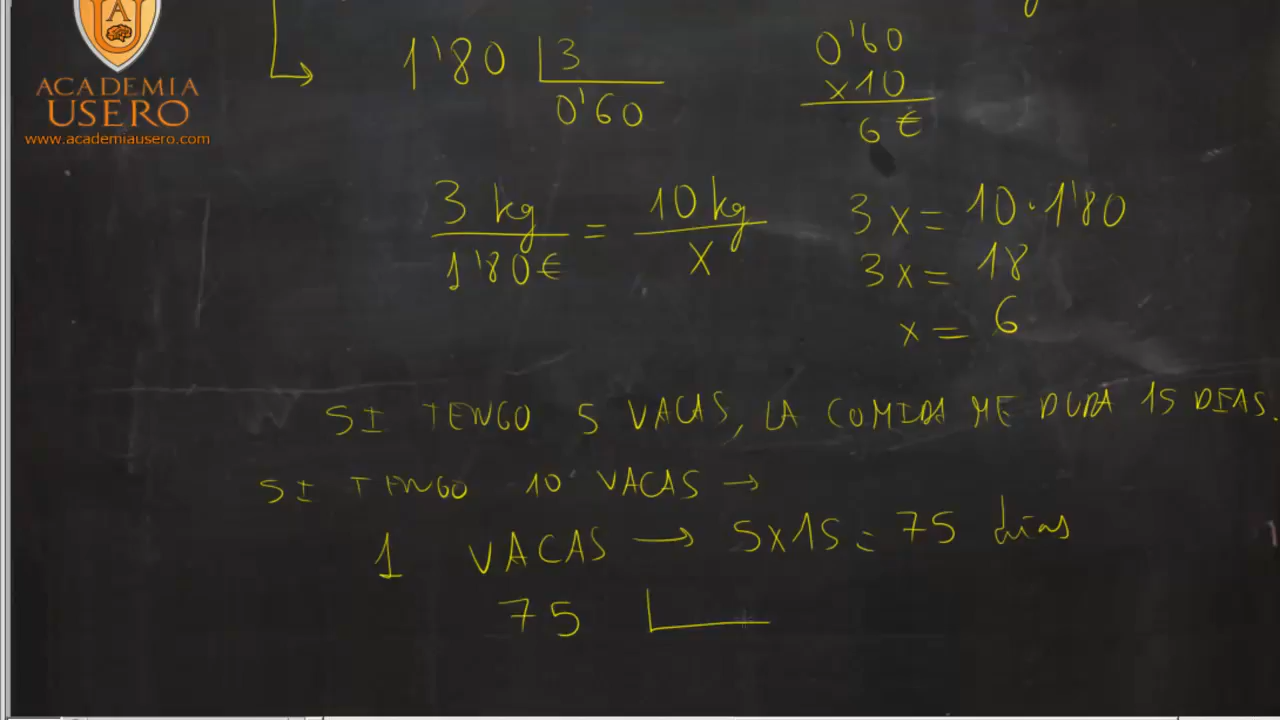 ACADEMIA
USERO
www.academiausero.com
1'80 3
0'60
0'60
x10
6 €
3 kg
1'80€
=
10 kg
x
3x = 10·1'80
3x = 18
x = 6
SI TENGO 5 VACAS, LA COMIDA ME DURA 15 DIAS.
SI TENGO 10 VACAS →
1 VACAS → 5x15 = 75 días
75